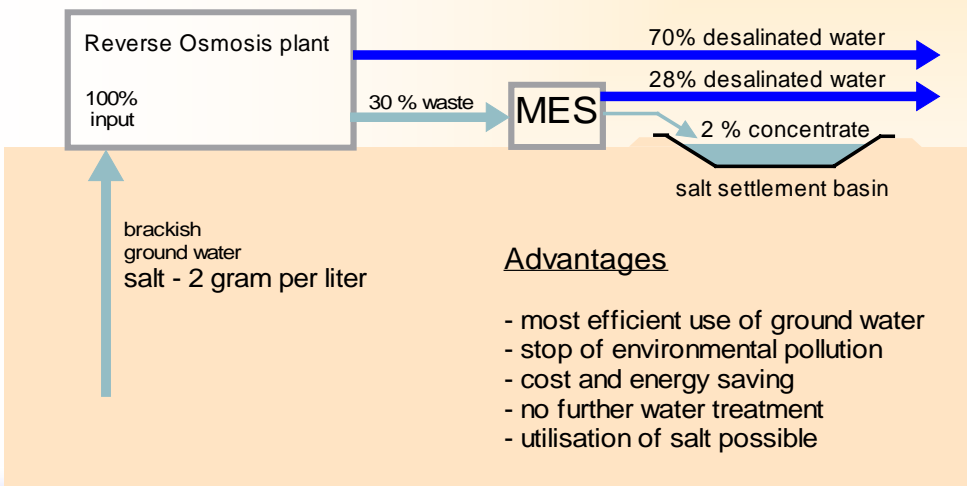 Reverse Osmosis plant
100%
input
70% desalinated water
28% desalinated water
30 % waste
MES
2 % concentrate
salt settlement basin
brackish
ground water
salt - 2 gram per liter
Advantages
- most efficient use of ground water
- stop of environmental pollution
- cost and energy saving
- no further water treatment
- utilisation of salt possible